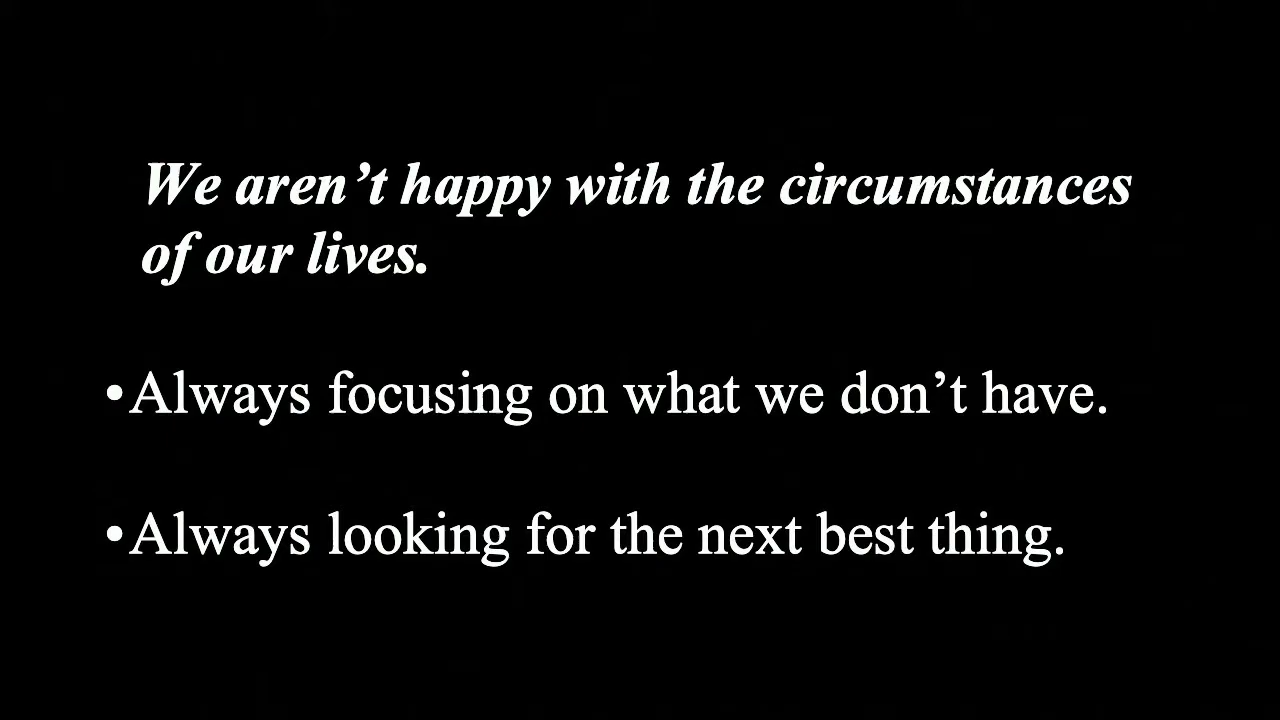 We aren’t happy with the circumstances
of our lives.
•Always focusing on what we don’t have.
•Always looking for the next best thing.